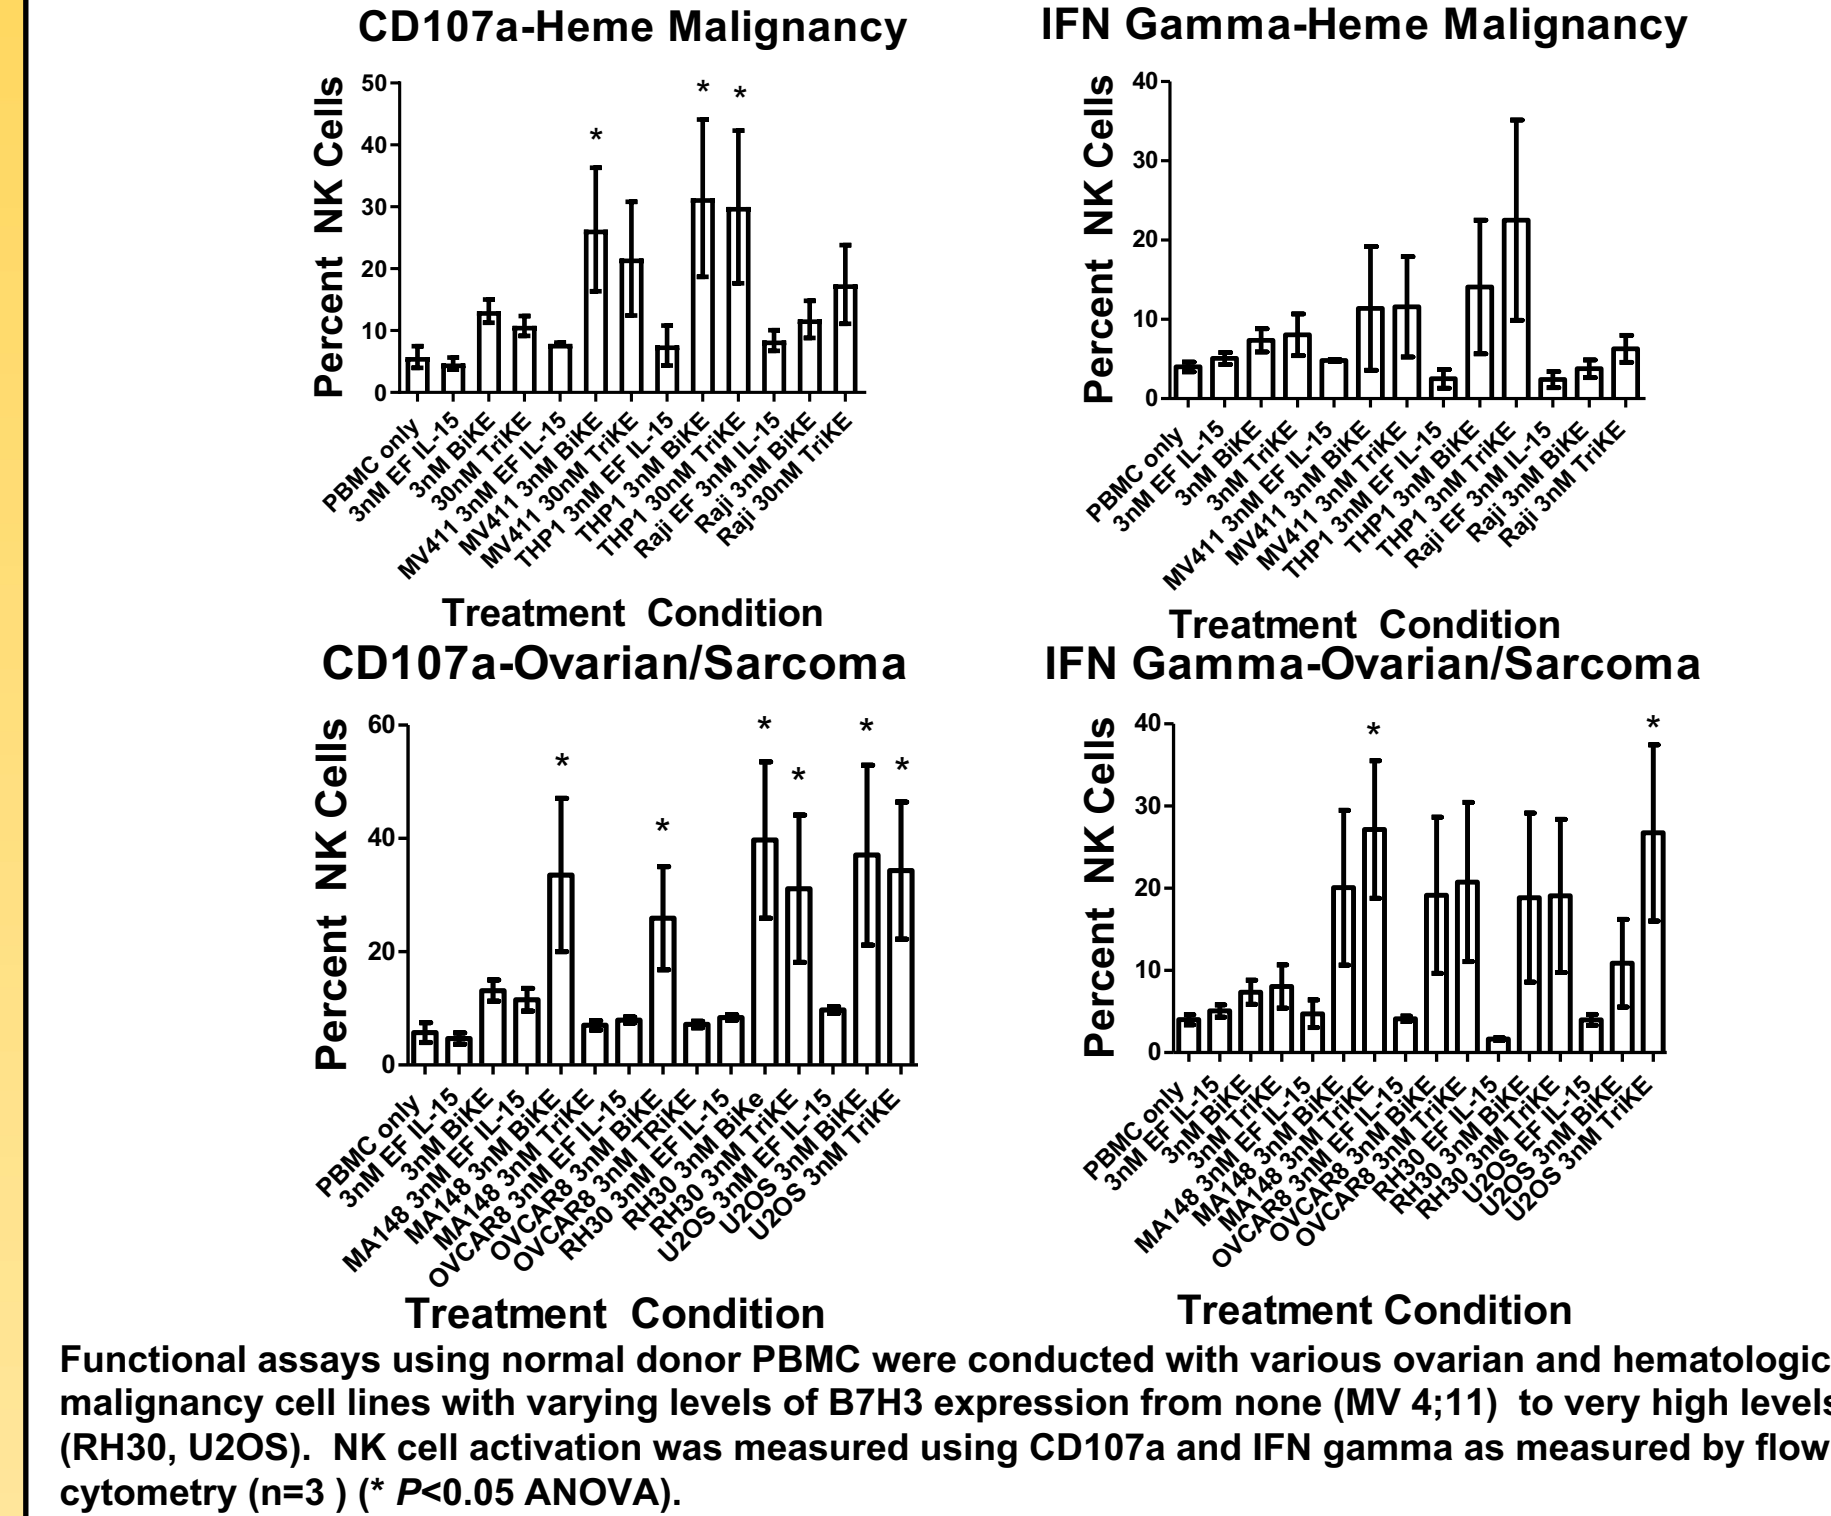 CD107a-Heme Malignancy
Percent NK Cells
50
40
30
20
10
0
* * *
PBMC only
3nM EF IL-15
3nM BiKE
30nM TriKE
MV411 3nM EF IL-15
MV411 3nM BiKE
MV411 30nM TriKE
THP1 3nM EF IL-15
THP1 3nM BiKE
THP1 30nM TriKE
Raji EF 3nM IL-15
Raji 3nM BiKE
Raji 30nM TriKE
Treatment Condition
IFN Gamma-Heme Malignancy
Percent NK Cells
40
30
20
10
0
PBMC only
3nM EF IL-15
3nM BiKE
3nM TriKE
MV411 3nM EF IL-15
MV411 3nM BiKE
MV411 3nM TriKE
THP1 3nM EF IL-15
THP1 3nM BiKE
THP1 3nM TriKE
Raji EF 3nM IL-15
Raji 3nM BiKE
Raji 3nM TriKE
Treatment Condition
CD107a-Ovarian/Sarcoma
Percent NK Cells
60
40
20
0
* * * * * *
PBMC only
3nM EF IL-15
3nM BiKE
MA148 3nM EF IL-15
MA148 3nM BiKE
MA148 3nM TriKE
OVCAR8 3nM EF IL-15
OVCAR8 3nM BiKE
OVCAR8 3nM TRiKE
RH30 3nM EF IL-15
RH30 3nM BiKe
RH30 3nM TriKE
U2OS 3nM EF IL-15
U2OS 3nM BiKE
U2OS 3nM TriKE
Treatment Condition
IFN Gamma-Ovarian/Sarcoma
Percent NK Cells
40
30
20
10
0
* *
PBMC only
3nM EF IL-15
3nM BiKE
3nM TriKE
MA148 3nM EF IL-15
MA148 3nM BiKE
MA148 3nM TriKE
OVCAR8 3nM EF IL-15
OVCAR8 3nM BiKE
OVCAR8 3nM TriKE
RH30 EF IL-15
RH30 3nM BiKE
RH30 3nM TriKE
U2OS EF IL-15
U2OS 3nM BiKE
U2OS 3nM TriKE
Treatment Condition
Functional assays using normal donor PBMC were conducted with various ovarian and hematologic
malignancy cell lines with varying levels of B7H3 expression from none (MV 4;11) to very high levels
(RH30, U2OS). NK cell activation was measured using CD107a and IFN gamma as measured by flow
cytometry (n=3 ) (* P<0.05 ANOVA).